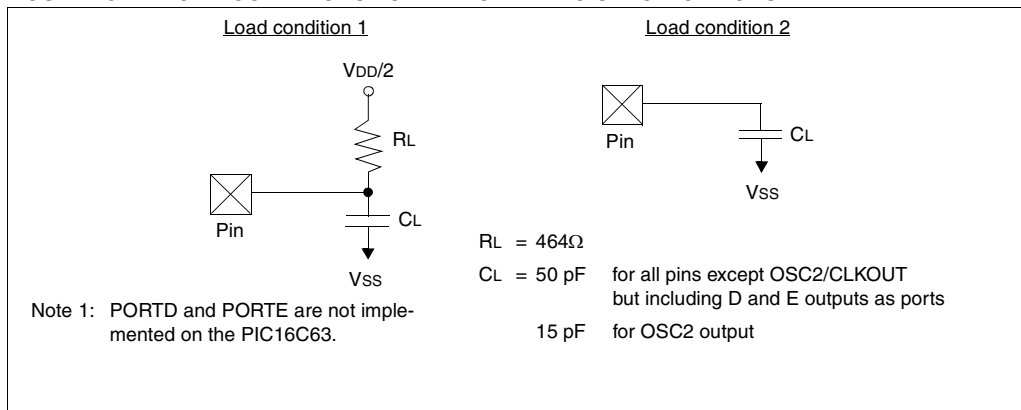 Load condition 1
VDD/2
RL
Pin
CL
VSS
Note 1: PORTD and PORTE are not imple-
mented on the PIC16C63.
Load condition 2
Pin
CL
VSS
RL = 464Ω
CL = 50 pF for all pins except OSC2/CLKOUT
but including D and E outputs as ports
15 pF for OSC2 output